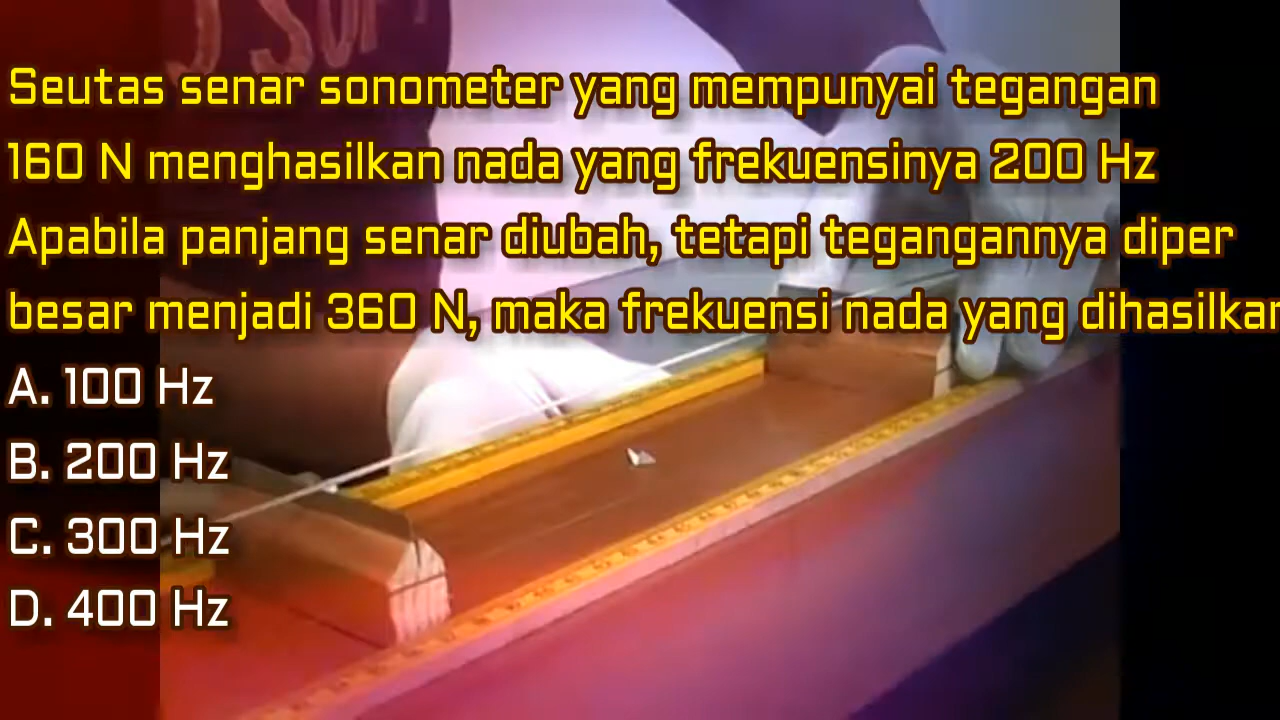 Seutas senar sonometer yang mempunyai tegangan
160 N menghasilkan nada yang frekuensinya 200 Hz
Apabila panjang senar diubah, tetapi tegangannya diper
besar menjadi 360 N, maka frekuensi nada yang dihasilkan
A. 100 Hz
B. 200 Hz
C. 300 Hz
D. 400 Hz